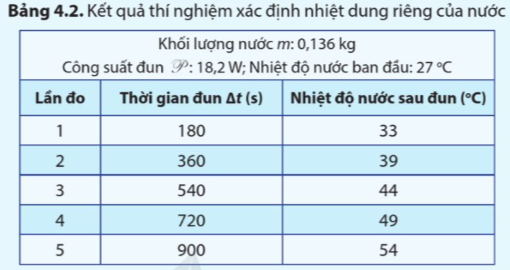 Bảng 4.2. Kết quả thí nghiệm xác định nhiệt dung riêng của nước
Khối lượng nước m: 0,136 kg
Công suất đun 𝒫: 18,2 W; Nhiệt độ nước ban đầu: 27 °C
Lần đo Thời gian đun Δt (s) Nhiệt độ nước sau đun (°C)
1 180 33
2 360 39
3 540 44
4 720 49
5 900 54